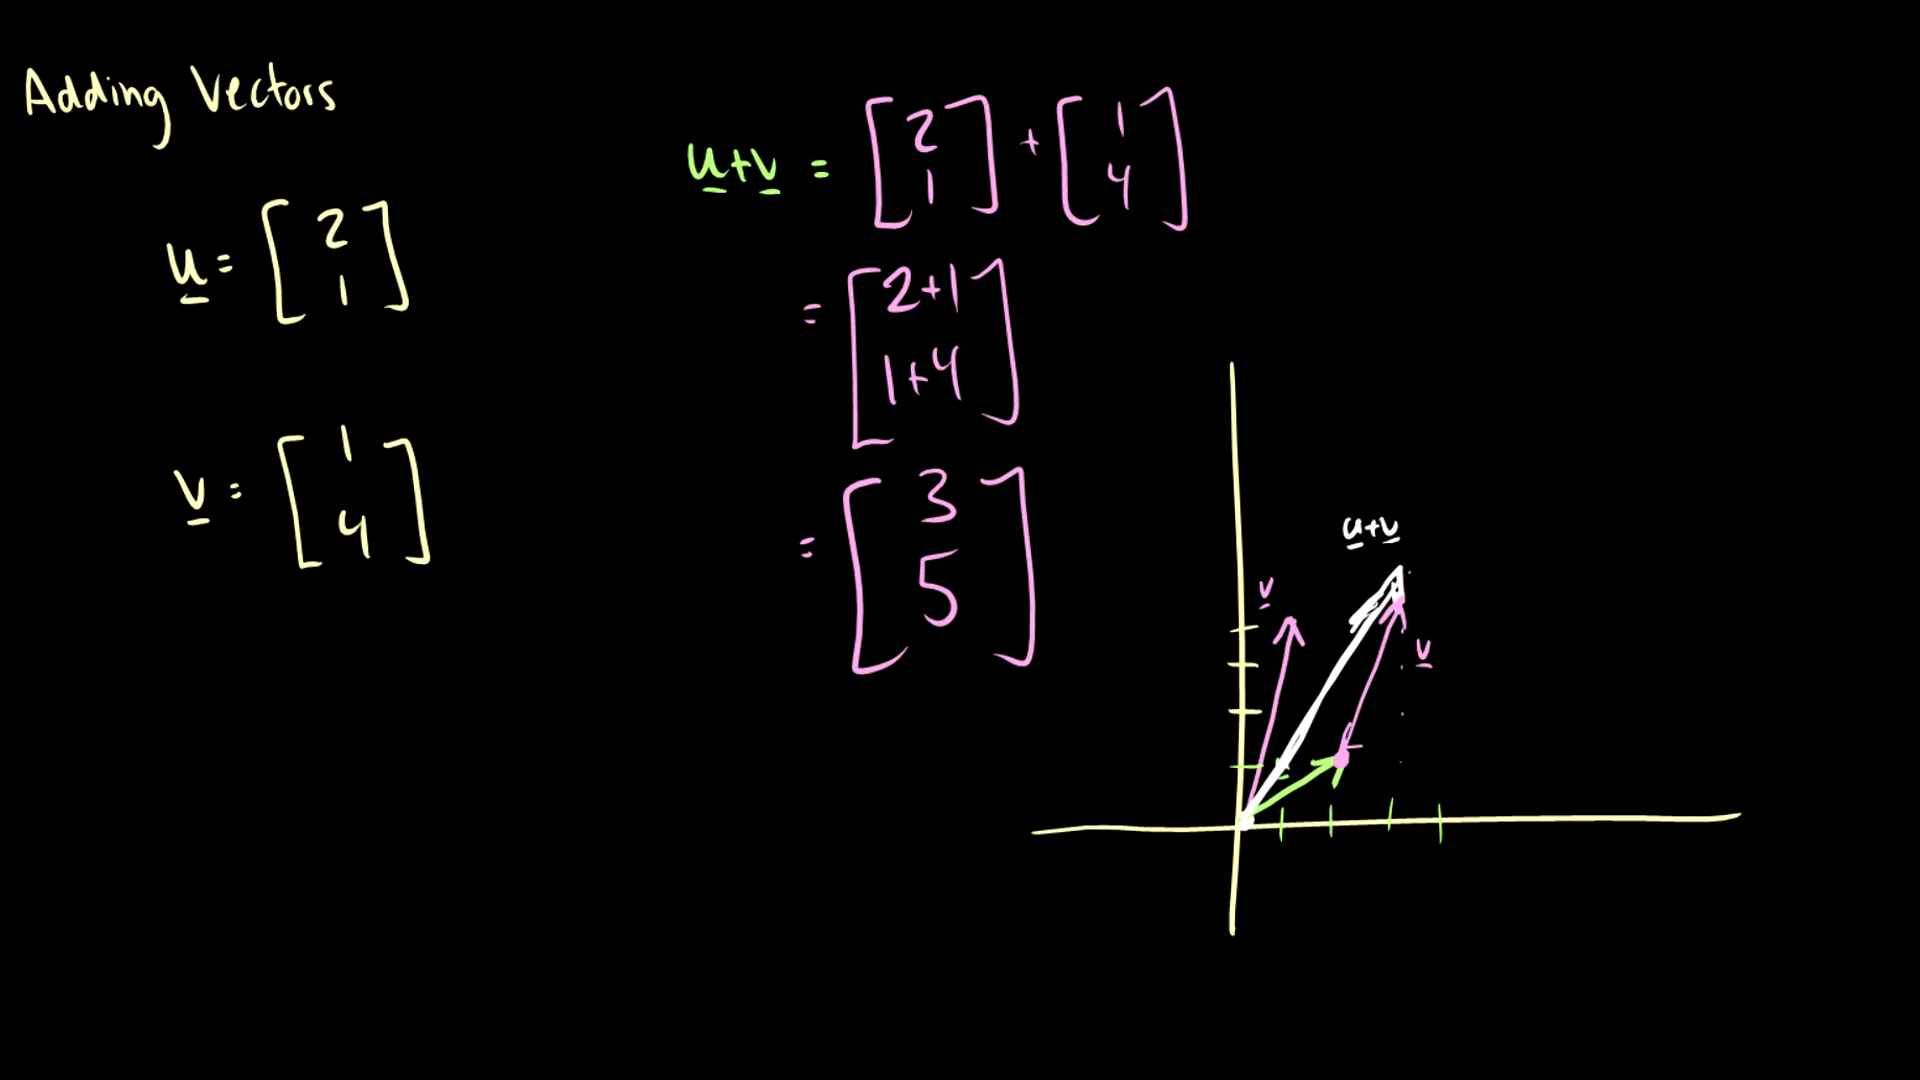 Adding Vectors
u + v = [2 1] + [1 4]
u = [2 1]
= [2+1 1+4]
v = [1 4]
= [3 5]
u+v
v
v